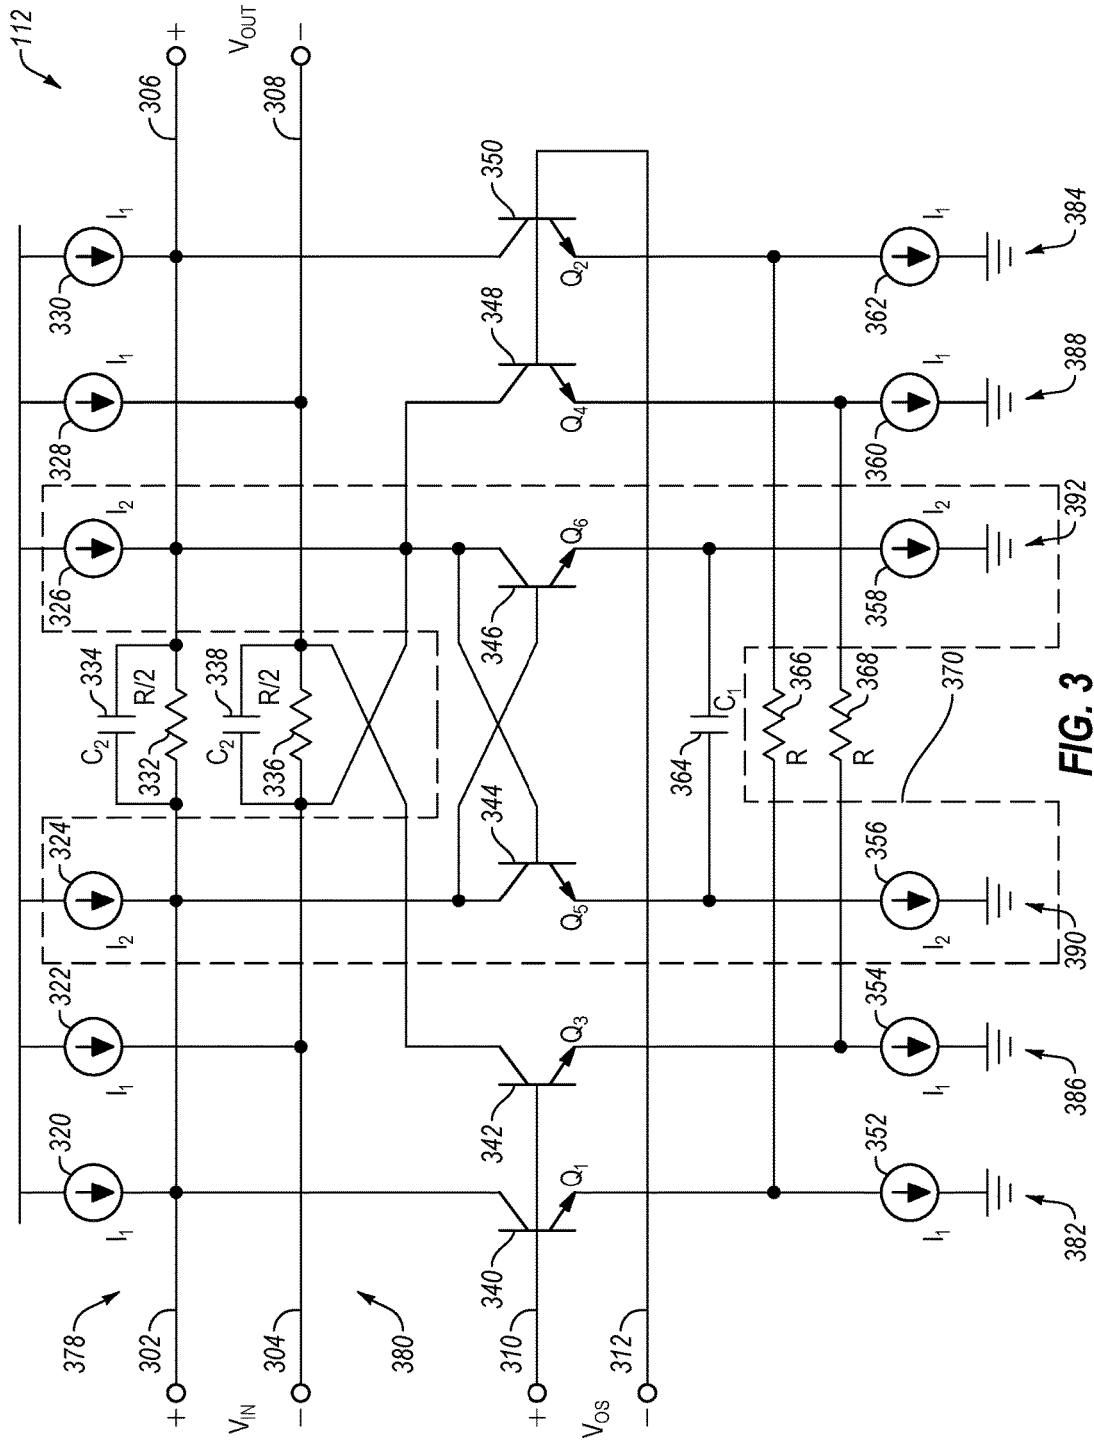 112
330
I₁
328
I₁
326
I₂
324
I₂
322
I₁
320
I₁
378
+
302
V_IN
304
−
380
C₂
334
R/2
332
C₂
338
R/2
336
+
306
V_OUT
308
−
+
310
V_OS
312
−
340
Q₁
342
Q₃
344
Q₅
346
Q₆
348
Q₄
350
Q₂
364
C₁
R
366
R
368
370
352
I₁
354
I₁
356
I₂
358
I₂
360
I₁
362
I₁
382
386
390
392
388
384
FIG. 3